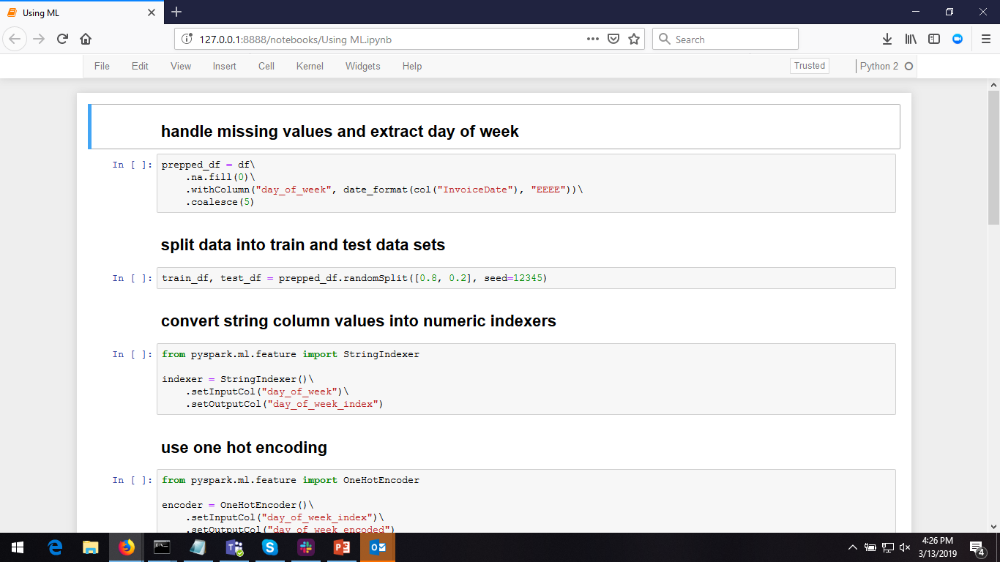 Using ML
127.0.0.1:8888/notebooks/Using ML.ipynb
Search
File Edit View Insert Cell Kernel Widgets Help
Trusted
Python 2
handle missing values and extract day of week
In [ ]:
prepped_df = df\
    .na.fill(0)\
    .withColumn("day_of_week", date_format(col("InvoiceDate"), "EEEE"))\
    .coalesce(5)
split data into train and test data sets
In [ ]:
train_df, test_df = prepped_df.randomSplit([0.8, 0.2], seed=12345)
convert string column values into numeric indexers
In [ ]:
from pyspark.ml.feature import StringIndexer
indexer = StringIndexer()\
    .setInputCol("day_of_week")\
    .setOutputCol("day_of_week_index")
use one hot encoding
In [ ]:
from pyspark.ml.feature import OneHotEncoder
encoder = OneHotEncoder()\
    .setInputCol("day_of_week_index")\
    .setOutputCol("day_of_week_encoded")
4:26 PM
3/13/2019
4